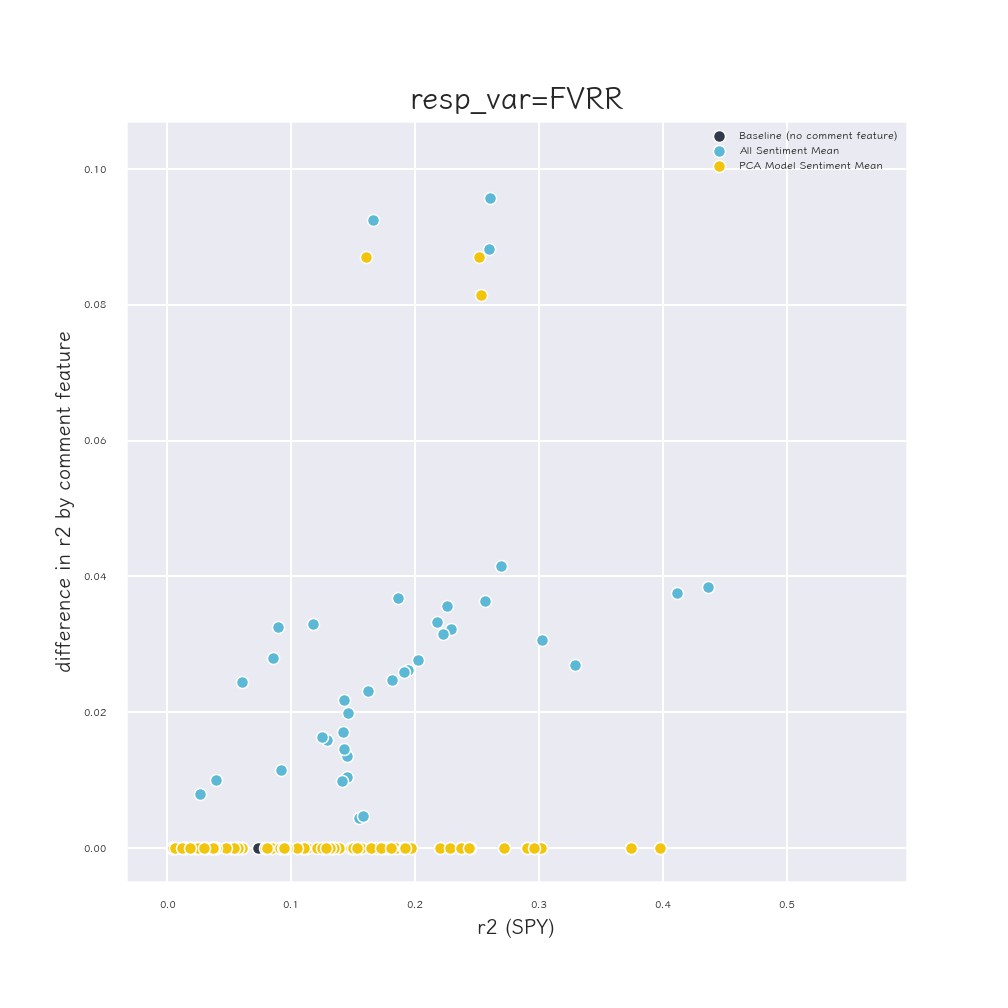 resp_var=FVRR
Baseline (no comment feature)
All Sentiment Mean
PCA Model Sentiment Mean
0.10
0.08
0.06
0.04
0.02
0.00
difference in r2 by comment feature
0.0 0.1 0.2 0.3 0.4 0.5
r2 (SPY)